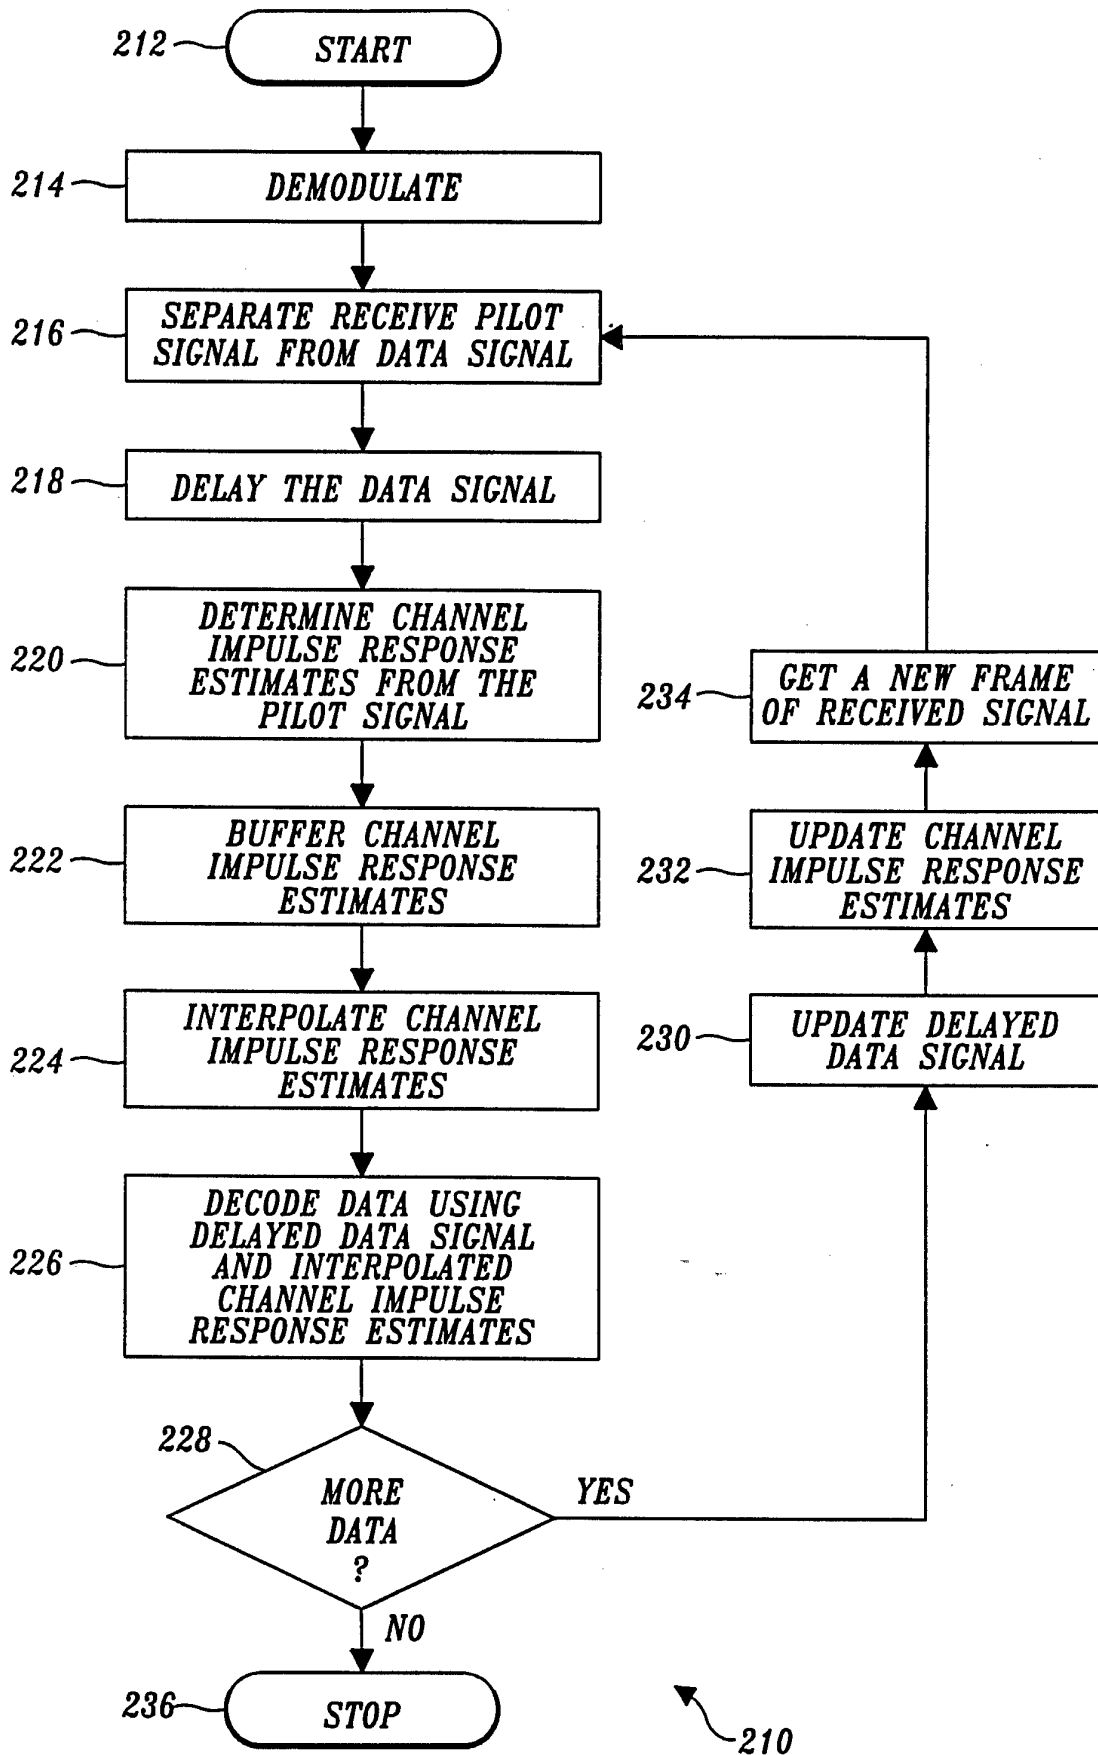 212
START
214
DEMODULATE
216
SEPARATE RECEIVE PILOT
SIGNAL FROM DATA SIGNAL
218
DELAY THE DATA SIGNAL
220
DETERMINE CHANNEL
IMPULSE RESPONSE
ESTIMATES FROM THE
PILOT SIGNAL
222
BUFFER CHANNEL
IMPULSE RESPONSE
ESTIMATES
224
INTERPOLATE CHANNEL
IMPULSE RESPONSE
ESTIMATES
226
DECODE DATA USING
DELAYED DATA SIGNAL
AND INTERPOLATED
CHANNEL IMPULSE
RESPONSE ESTIMATES
228
MORE
DATA
?
YES
NO
236
STOP
234
GET A NEW FRAME
OF RECEIVED SIGNAL
232
UPDATE CHANNEL
IMPULSE RESPONSE
ESTIMATES
230
UPDATE DELAYED
DATA SIGNAL
210